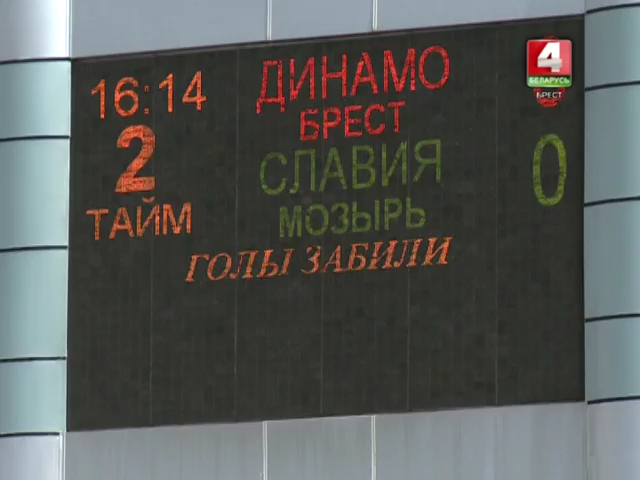 16:14
ДИНАМО
БРЕСТ
2
ТАЙМ
СЛАВИЯ
0
МОЗЫРЬ
ГОЛЫ ЗАБИЛИ
4
БЕЛАРУСЬ
БРЕСТ